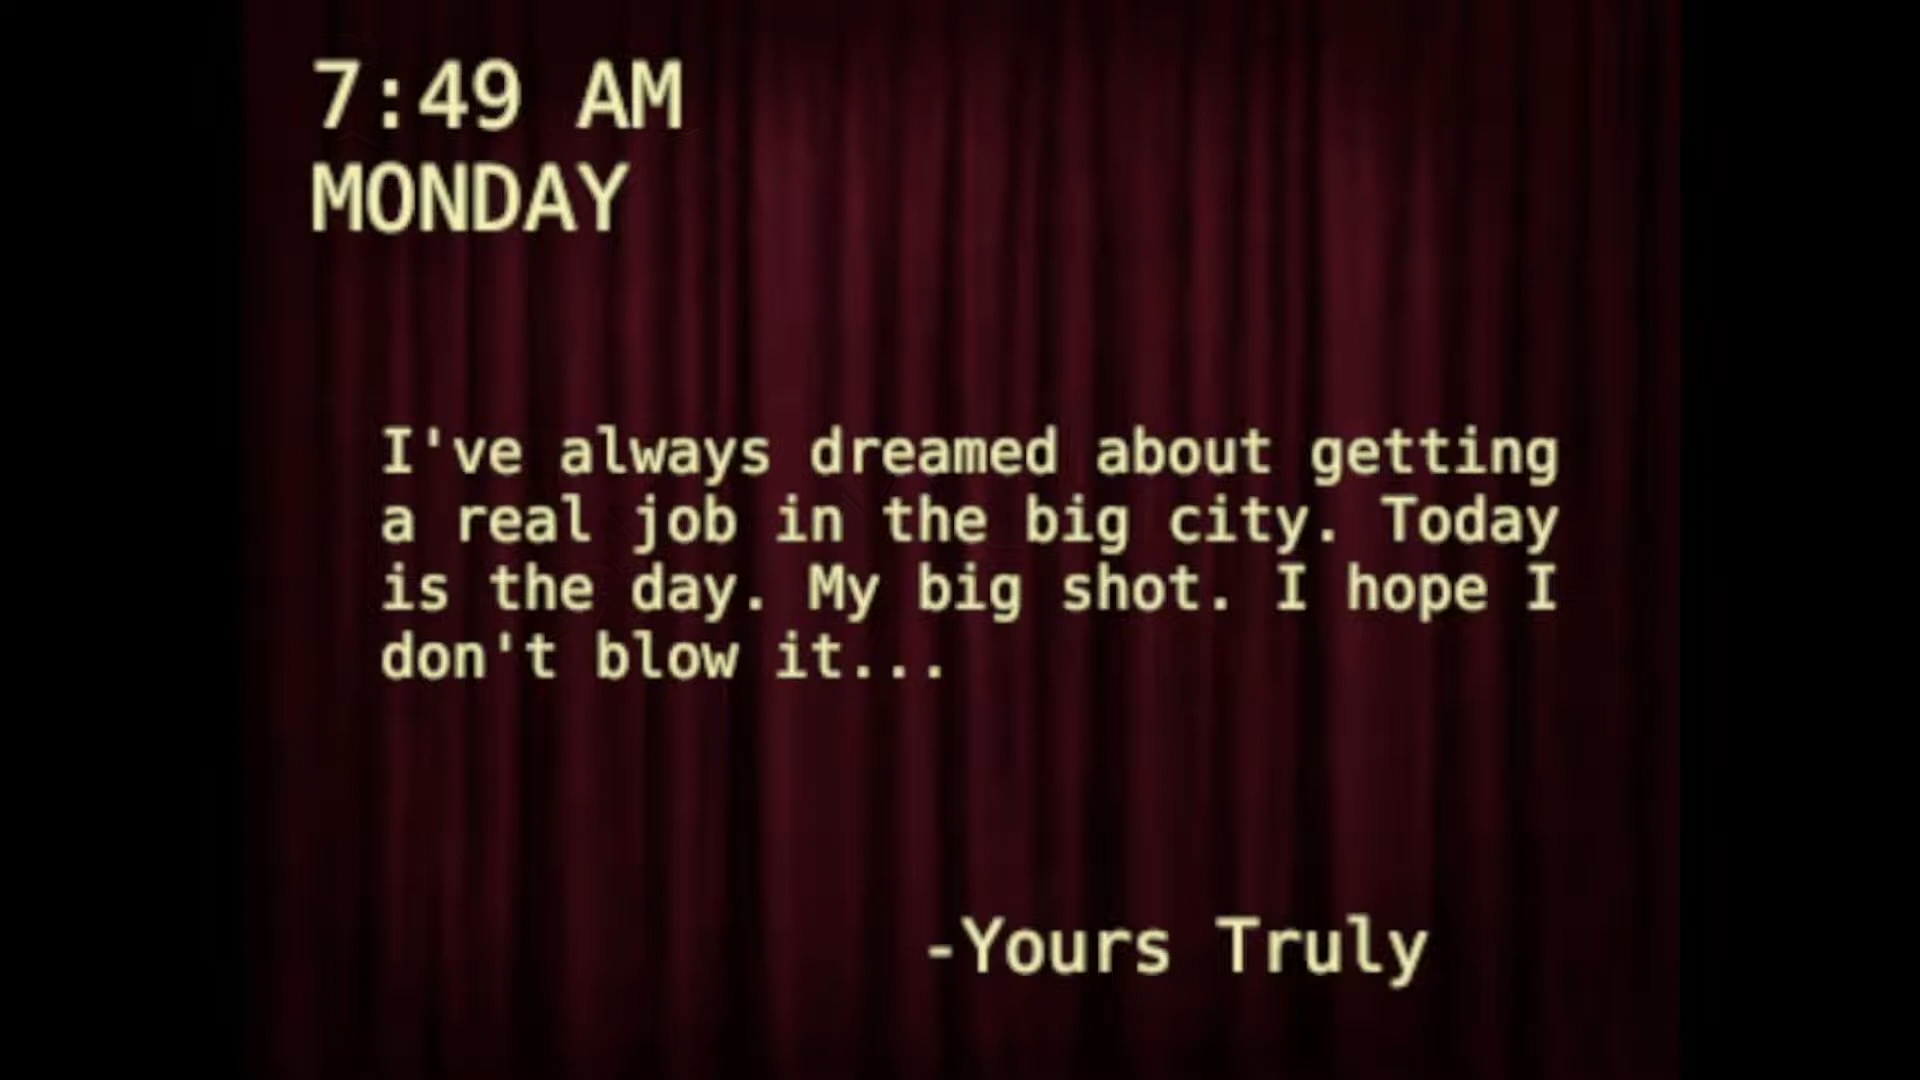 7:49 AM
MONDAY
I've always dreamed about getting
a real job in the big city. Today
is the day. My big shot. I hope I
don't blow it...
-Yours Truly